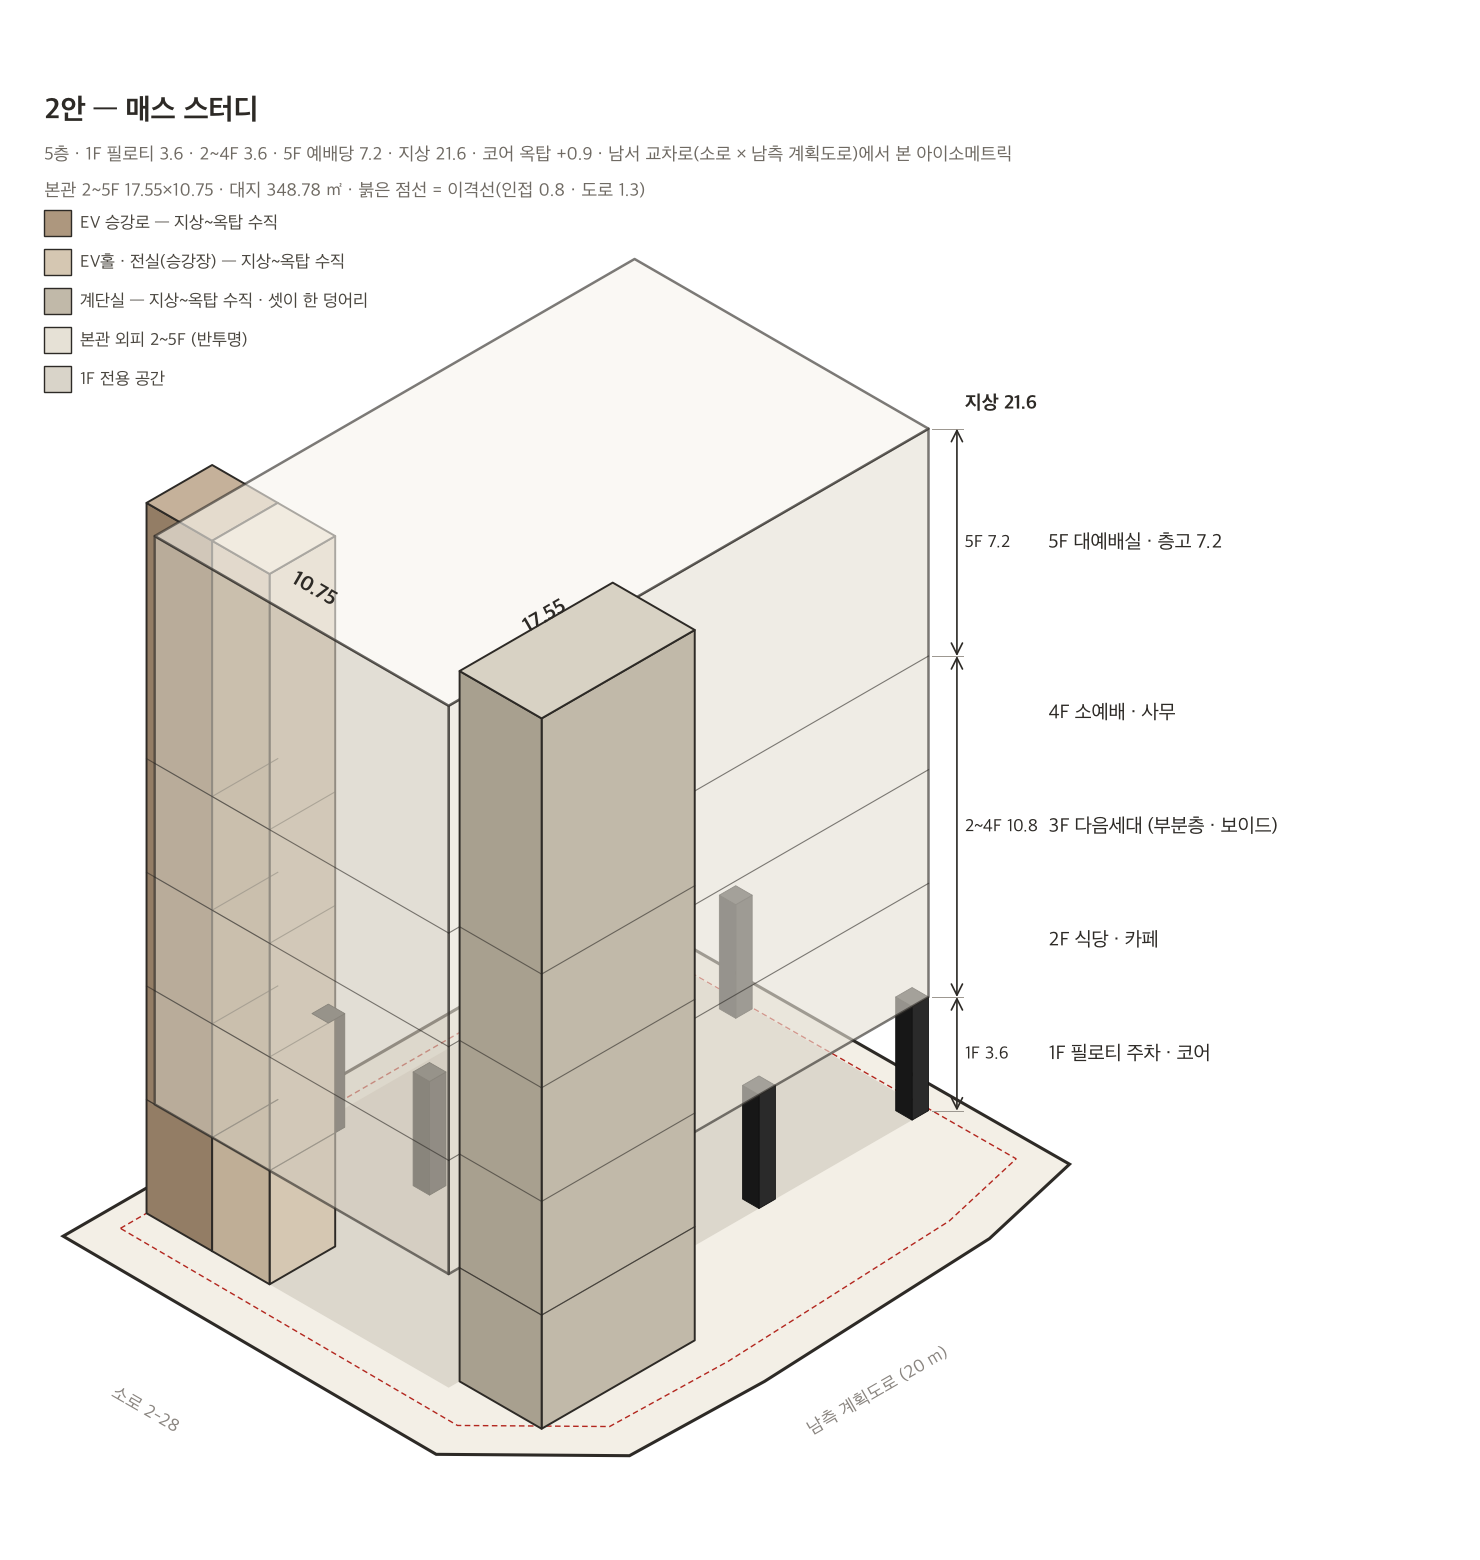 2안 — 매스 스터디
5층 · 1F 필로티 3.6 · 2~4F 3.6 · 5F 예배당 7.2 · 지상 21.6 · 코어 옥탑 +0.9 · 남서 교차로(소로 × 남측 계획도로)에서 본 아이소메트릭
본관 2~5F 17.55×10.75 · 대지 348.78 ㎡ · 붉은 점선 = 이격선(인접 0.8 · 도로 1.3)
EV 승강로 — 지상~옥탑 수직
EV홀 · 전실(승강장) — 지상~옥탑 수직
계단실 — 지상~옥탑 수직 · 셋이 한 덩어리
본관 외피 2~5F (반투명)
1F 전용 공간
지상 21.6
5F 7.2 5F 대예배실 · 층고 7.2
10.75
17.55
4F 소예배 · 사무
2~4F 10.8 3F 다음세대 (부분층 · 보이드)
2F 식당 · 카페
1F 3.6 1F 필로티 주차 · 코어
소로 2-28
남측 계획도로 (20 m)